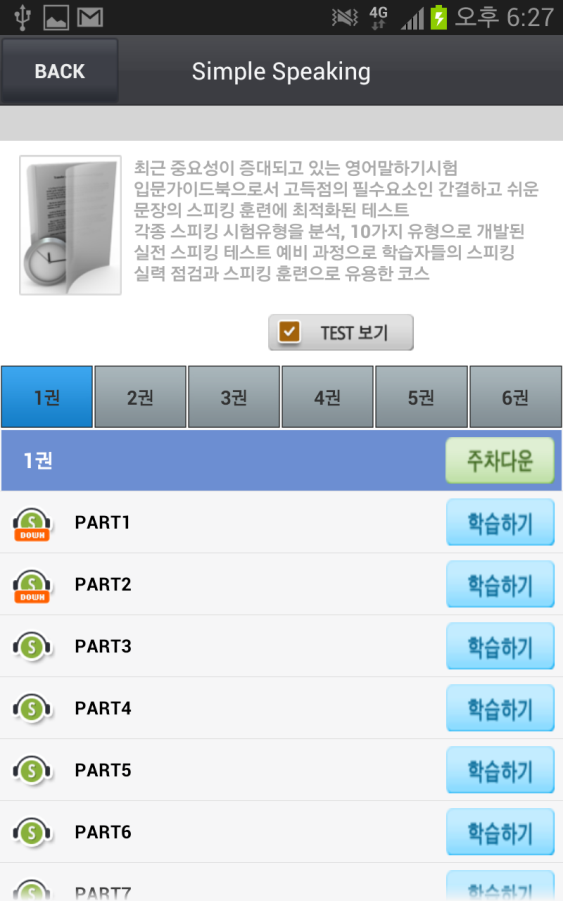 4G 오후 6:27
BACK Simple Speaking
최근 중요성이 증대되고 있는 영어말하기시험
입문가이드북으로서 고득점의 필수요소인 간결하고 쉬운
문장의 스피킹 훈련에 최적화된 테스트
각종 스피킹 시험유형을 분석, 10가지 유형으로 개발된
실전 스피킹 테스트 예비 과정으로 학습자들의 스피킹
실력 점검과 스피킹 훈련으로 유용한 코스
TEST 보기
1권 2권 3권 4권 5권 6권
1권 주차다운
S DOWN PART1 학습하기
S DOWN PART2 학습하기
S PART3 학습하기
S PART4 학습하기
S PART5 학습하기
S PART6 학습하기
PART7 학습하기